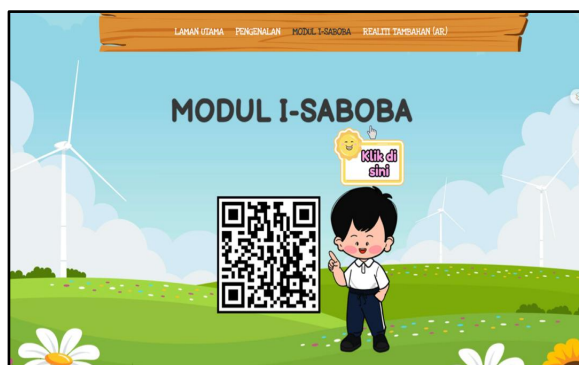 LAMAN UTAMA PENGENALAN MODUL I-SABOBA REALITI TAMBAHAN (AR)
MODUL I-SABOBA
Klik di
sini